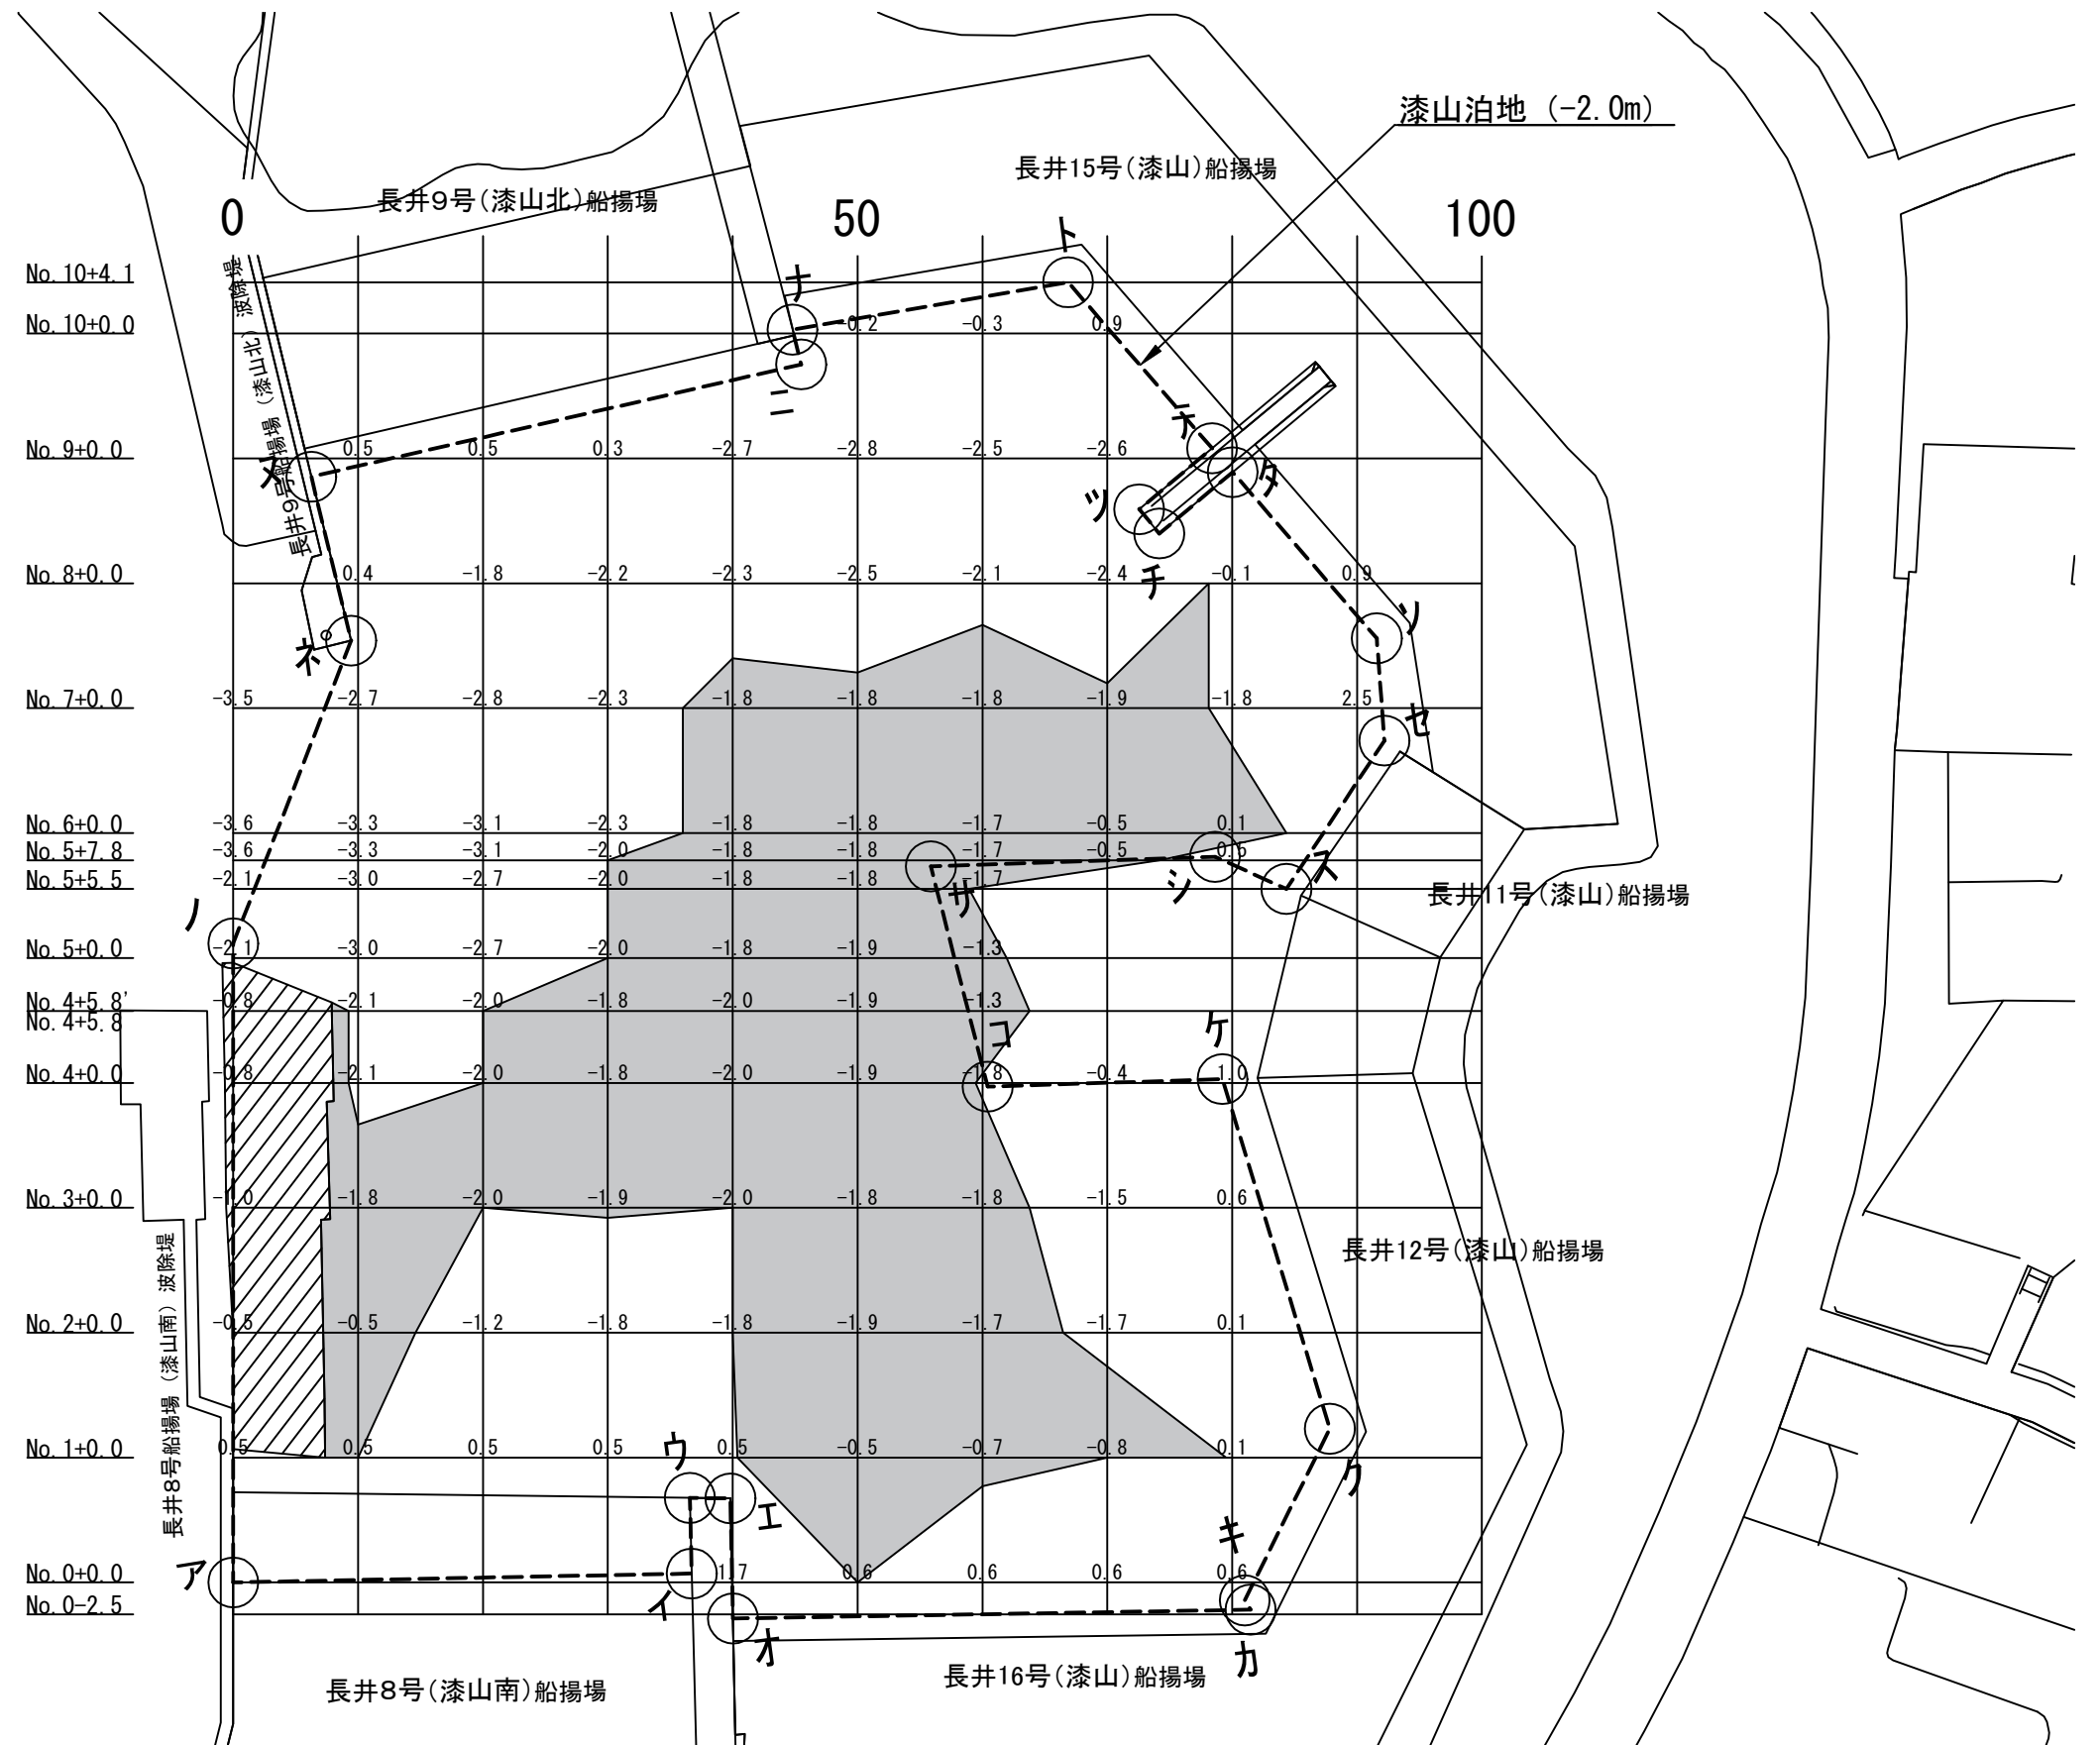 漆山泊地 (-2.0m)
長井15号(漆山)船揚場
長井9号(漆山北)船揚場
0 50 100
ト
ナ
No.10+4.1
No.10+0.0 -0.2 -0.3 0.9
長井9号船揚場 (漆山北) 波除堤
ニ
テ
No.9+0.0 0.5 0.5 0.3 -2.7 -2.8 -2.5 -2.6
ヌ
タ
ツ
チ
No.8+0.0 0.4 -1.8 -2.2 -2.3 -2.5 -2.1 -2.4 -0.1 0.9
ソ
ネ
No.7+0.0 -3.5 -2.7 -2.8 -2.3 -1.8 -1.8 -1.8 -1.9 -1.8 2.5
セ
No.6+0.0 -3.6 -3.3 -3.1 -2.3 -1.8 -1.8 -1.7 -0.5 0.1
No.5+7.8 -3.6 -3.3 -3.1 -2.0 -1.8 -1.8 -1.7 -0.5 0.6
No.5+5.5 -2.1 -3.0 -2.7 -2.0 -1.8 -1.8 -1.7
サ シ ス
長井11号(漆山)船揚場
ノ
No.5+0.0 -2.1 -3.0 -2.7 -2.0 -1.8 -1.9 -1.3
No.4+5.8' -0.8 -2.1 -2.0 -1.8 -2.0 -1.9 -1.3
No.4+5.8
コ ケ
No.4+0.0 -0.8 -2.1 -2.0 -1.8 -2.0 -1.9 -1.8 -0.4 1.0
No.3+0.0 -1.0 -1.8 -2.0 -1.9 -2.0 -1.8 -1.8 -1.5 0.6
長井12号(漆山)船揚場
長井8号船揚場 (漆山南) 波除堤
No.2+0.0 -0.5 -0.5 -1.2 -1.8 -1.8 -1.9 -1.7 -1.7 0.1
No.1+0.0 0.5 0.5 0.5 0.5 0.5 -0.5 -0.7 -0.8 0.1
ウ
エ
ク
キ
ア
No.0+0.0 1.7 0.6 0.6 0.6 0.6
No.0-2.5
イ
オ
カ
長井8号(漆山南)船揚場
長井16号(漆山)船揚場